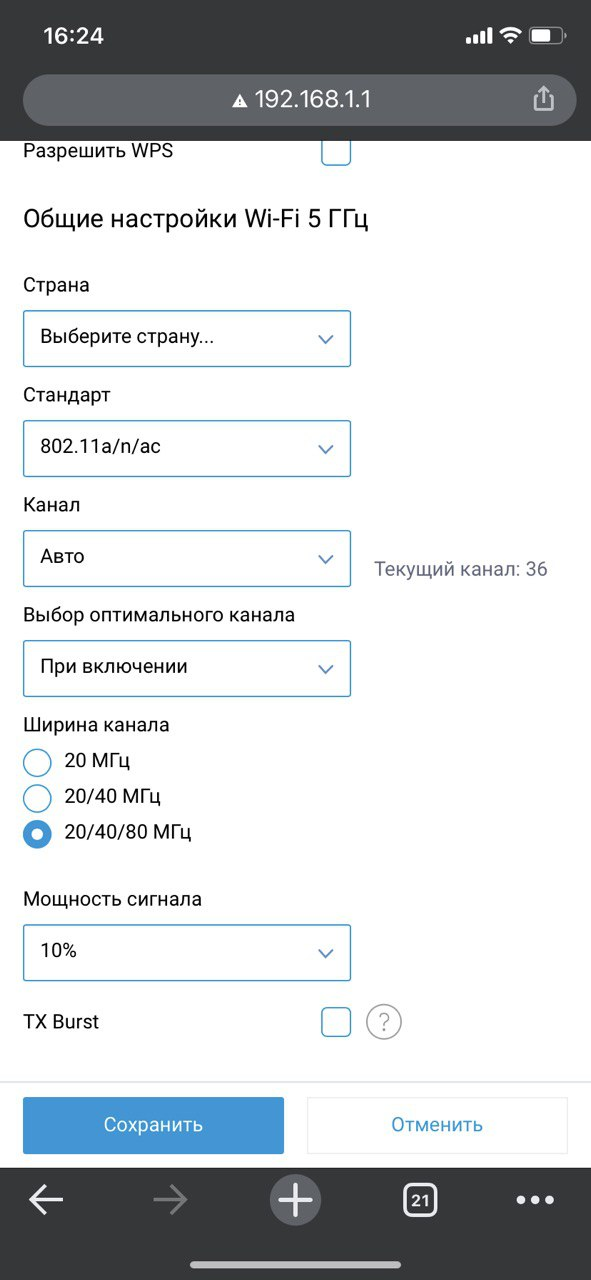 16:24
192.168.1.1
Разрешить WPS
Общие настройки Wi-Fi 5 ГГц
Страна
Выберите страну...
Стандарт
802.11a/n/ac
Канал
Авто
Текущий канал: 36
Выбор оптимального канала
При включении
Ширина канала
20 МГц
20/40 МГц
20/40/80 МГц
Мощность сигнала
10%
TX Burst
?
Сохранить
Отменить
21